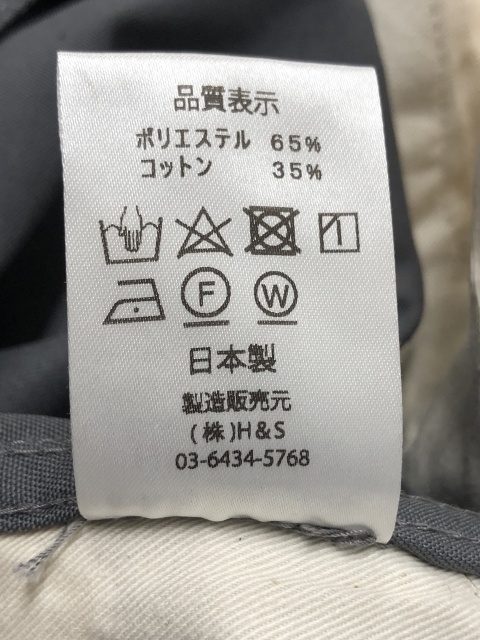 品質表示
ポリエステル 65%
コットン 35%
F W
日本製
製造販売元
(株)H&S
03-6434-5768